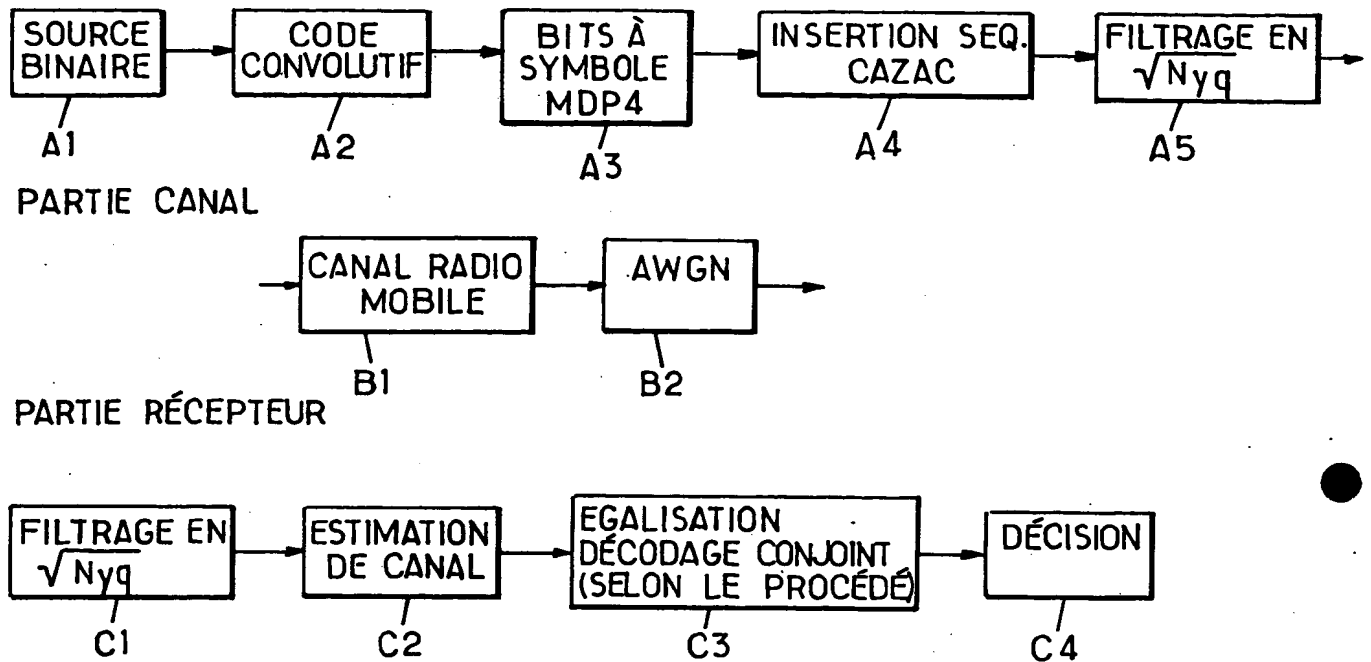 SOURCE
BINAIRE
A1
CODE
CONVOLUTIF
A2
BITS À
SYMBOLE
MDP4
A3
INSERTION SEQ.
CAZAC
A4
FILTRAGE EN
√Nyq
A5
PARTIE CANAL
CANAL RADIO
MOBILE
B1
AWGN
B2
PARTIE RÉCEPTEUR
FILTRAGE EN
√Nyq
C1
ESTIMATION
DE CANAL
C2
EGALISATION
DÉCODAGE CONJOINT
(SELON LE PROCÉDÉ)
C3
DÉCISION
C4